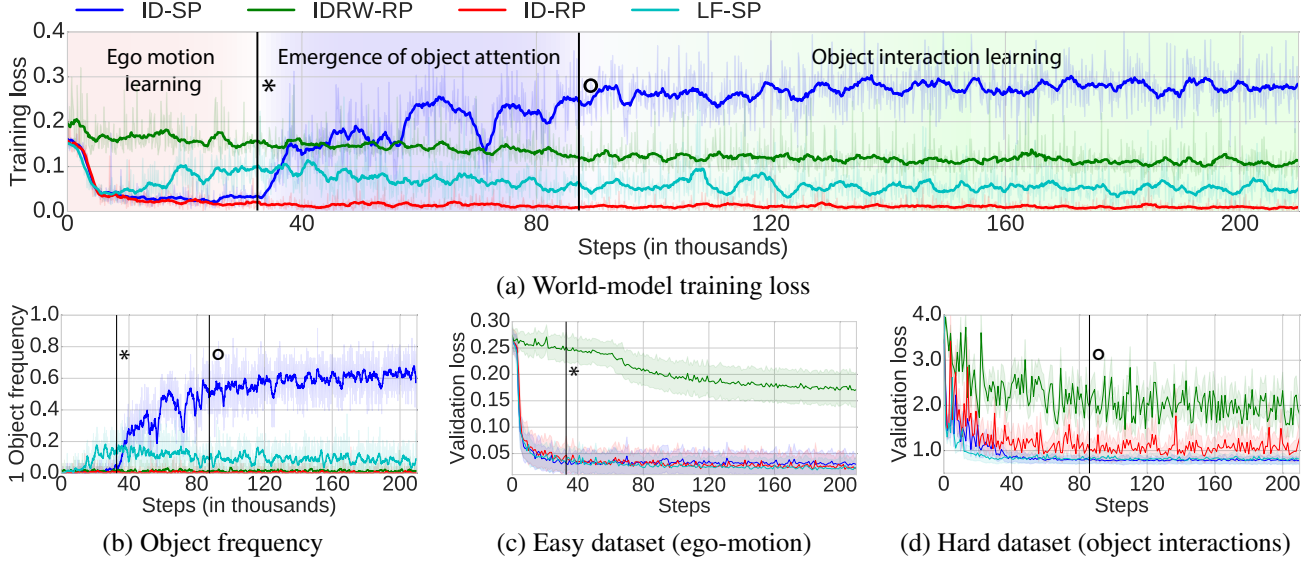 ID-SP IDRW-RP ID-RP LF-SP
Training loss
0.4
0.3
0.2
0.1
0.0
Ego motion
learning
Emergence of object attention
Object interaction learning
*
0 40 80 120 160 200
Steps (in thousands)
(a) World-model training loss
1 Object frequency
1.0
0.8
0.6
0.4
0.2
0.0
*
0 40 80 120 160 200
Steps (in thousands)
(b) Object frequency
Validation loss
0.30
0.25
0.20
0.15
0.10
0.05
*
0 40 80 120 160 200
Steps
(c) Easy dataset (ego-motion)
Validation loss
4.0
3.0
2.0
1.0
0 40 80 120 160 200
Steps
(d) Hard dataset (object interactions)